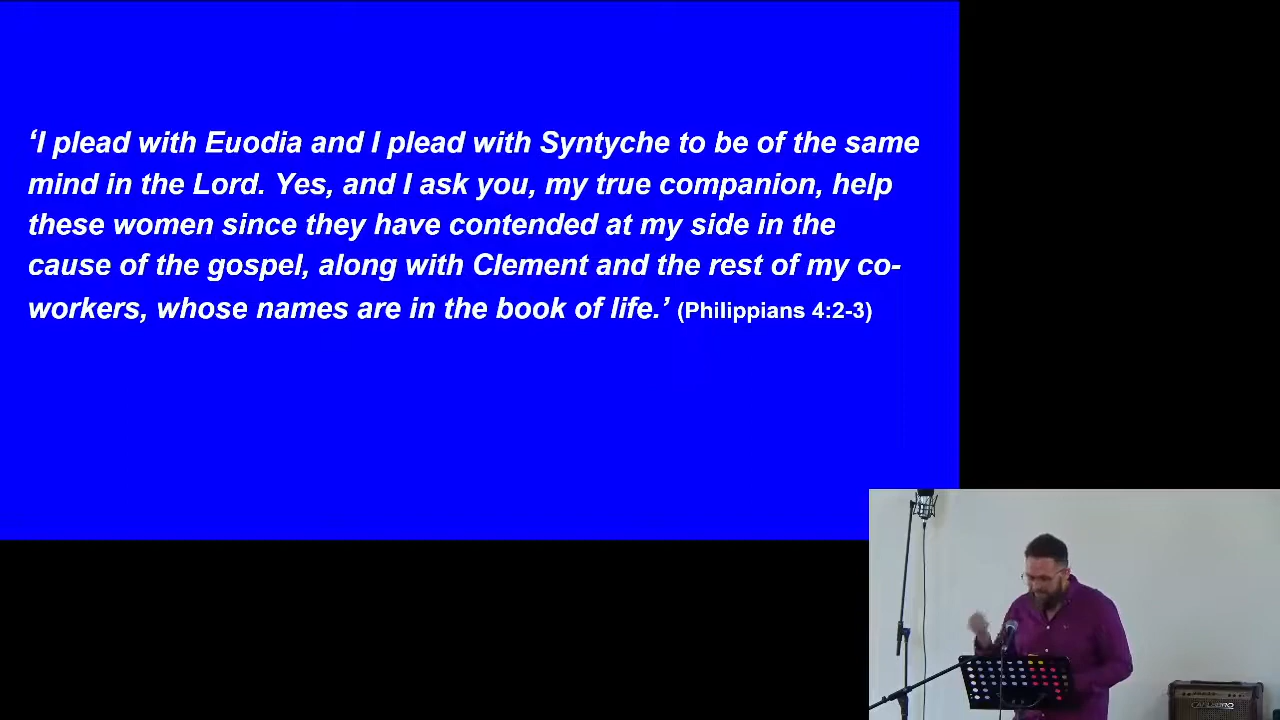 ‘I plead with Euodia and I plead with Syntyche to be of the same
mind in the Lord. Yes, and I ask you, my true companion, help
these women since they have contended at my side in the
cause of the gospel, along with Clement and the rest of my co-
workers, whose names are in the book of life.’ (Philippians 4:2-3)